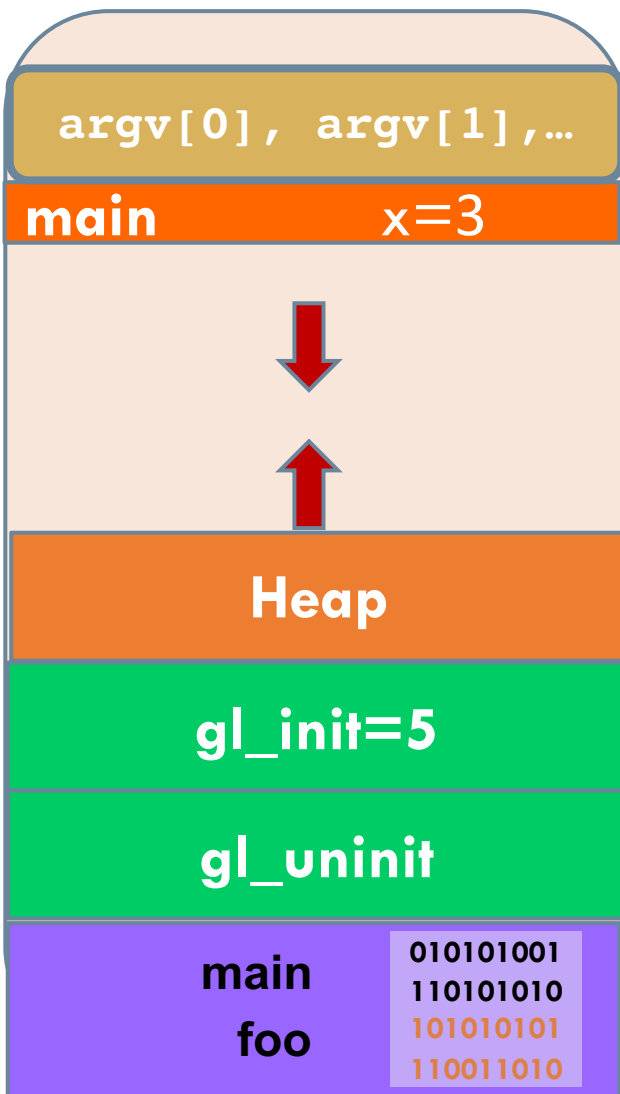 argv[0], argv[1],…
main x=3
Heap
gl_init=5
gl_uninit
main 010101001
110101010
foo 101010101
110011010